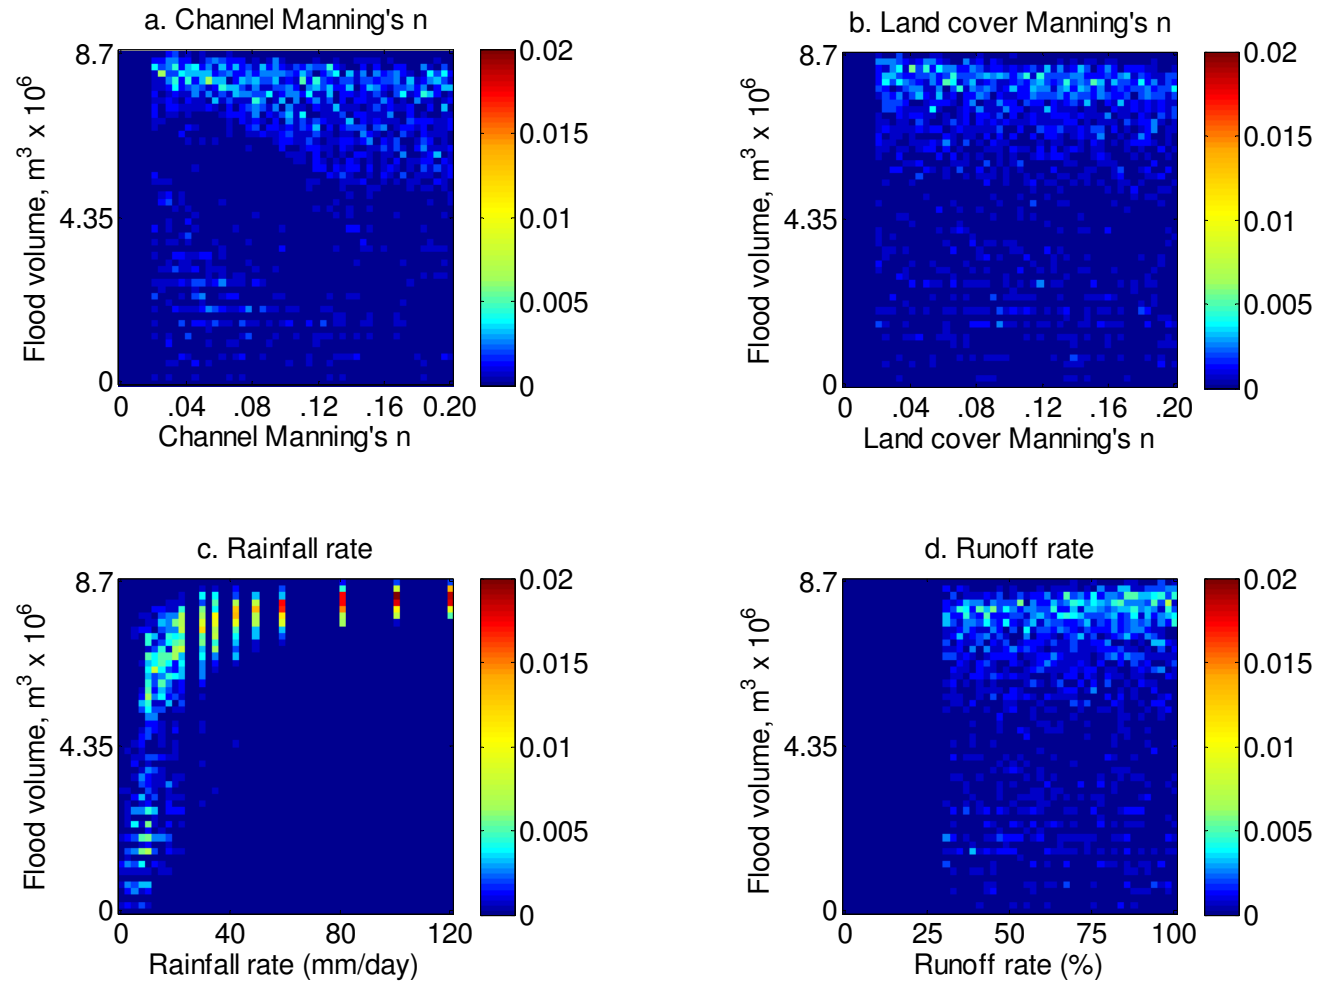 a. Channel Manning's n
8.7
4.35
0
Flood volume, m³ x 10⁶
0 .04 .08 .12 .16 0.20
Channel Manning's n
0.02
0.015
0.01
0.005
0
b. Land cover Manning's n
8.7
4.35
0
Flood volume, m³ x 10⁶
0 .04 .08 .12 .16 .20
Land cover Manning's n
0.02
0.015
0.01
0.005
0
c. Rainfall rate
8.7
4.35
0
Flood volume, m³ x 10⁶
0 40 80 120
Rainfall rate (mm/day)
0.02
0.015
0.01
0.005
0
d. Runoff rate
8.7
4.35
0
Flood volume, m³ x 10⁶
0 25 50 75 100
Runoff rate (%)
0.02
0.015
0.01
0.005
0